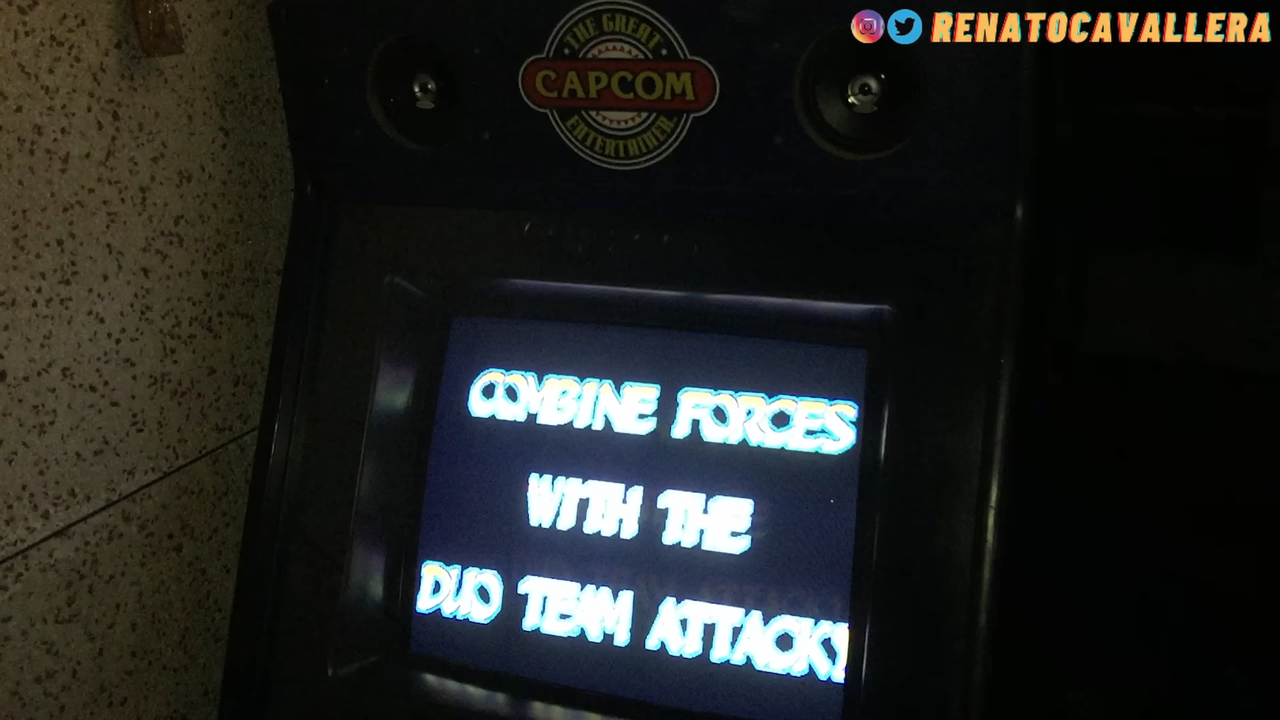 RENATOCAVALLERA
THE GREAT
CAPCOM
ENTERTAINER
COMBINE FORCES
WITH THE
DUO TEAM ATTACK!